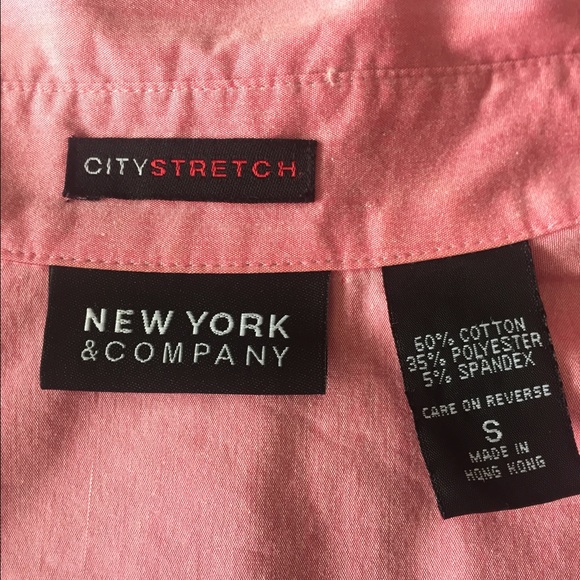 CITYSTRETCH
NEW YORK
&COMPANY
60% COTTON
35% POLYESTER
5% SPANDEX
CARE ON REVERSE
S
MADE IN
HONG KONG